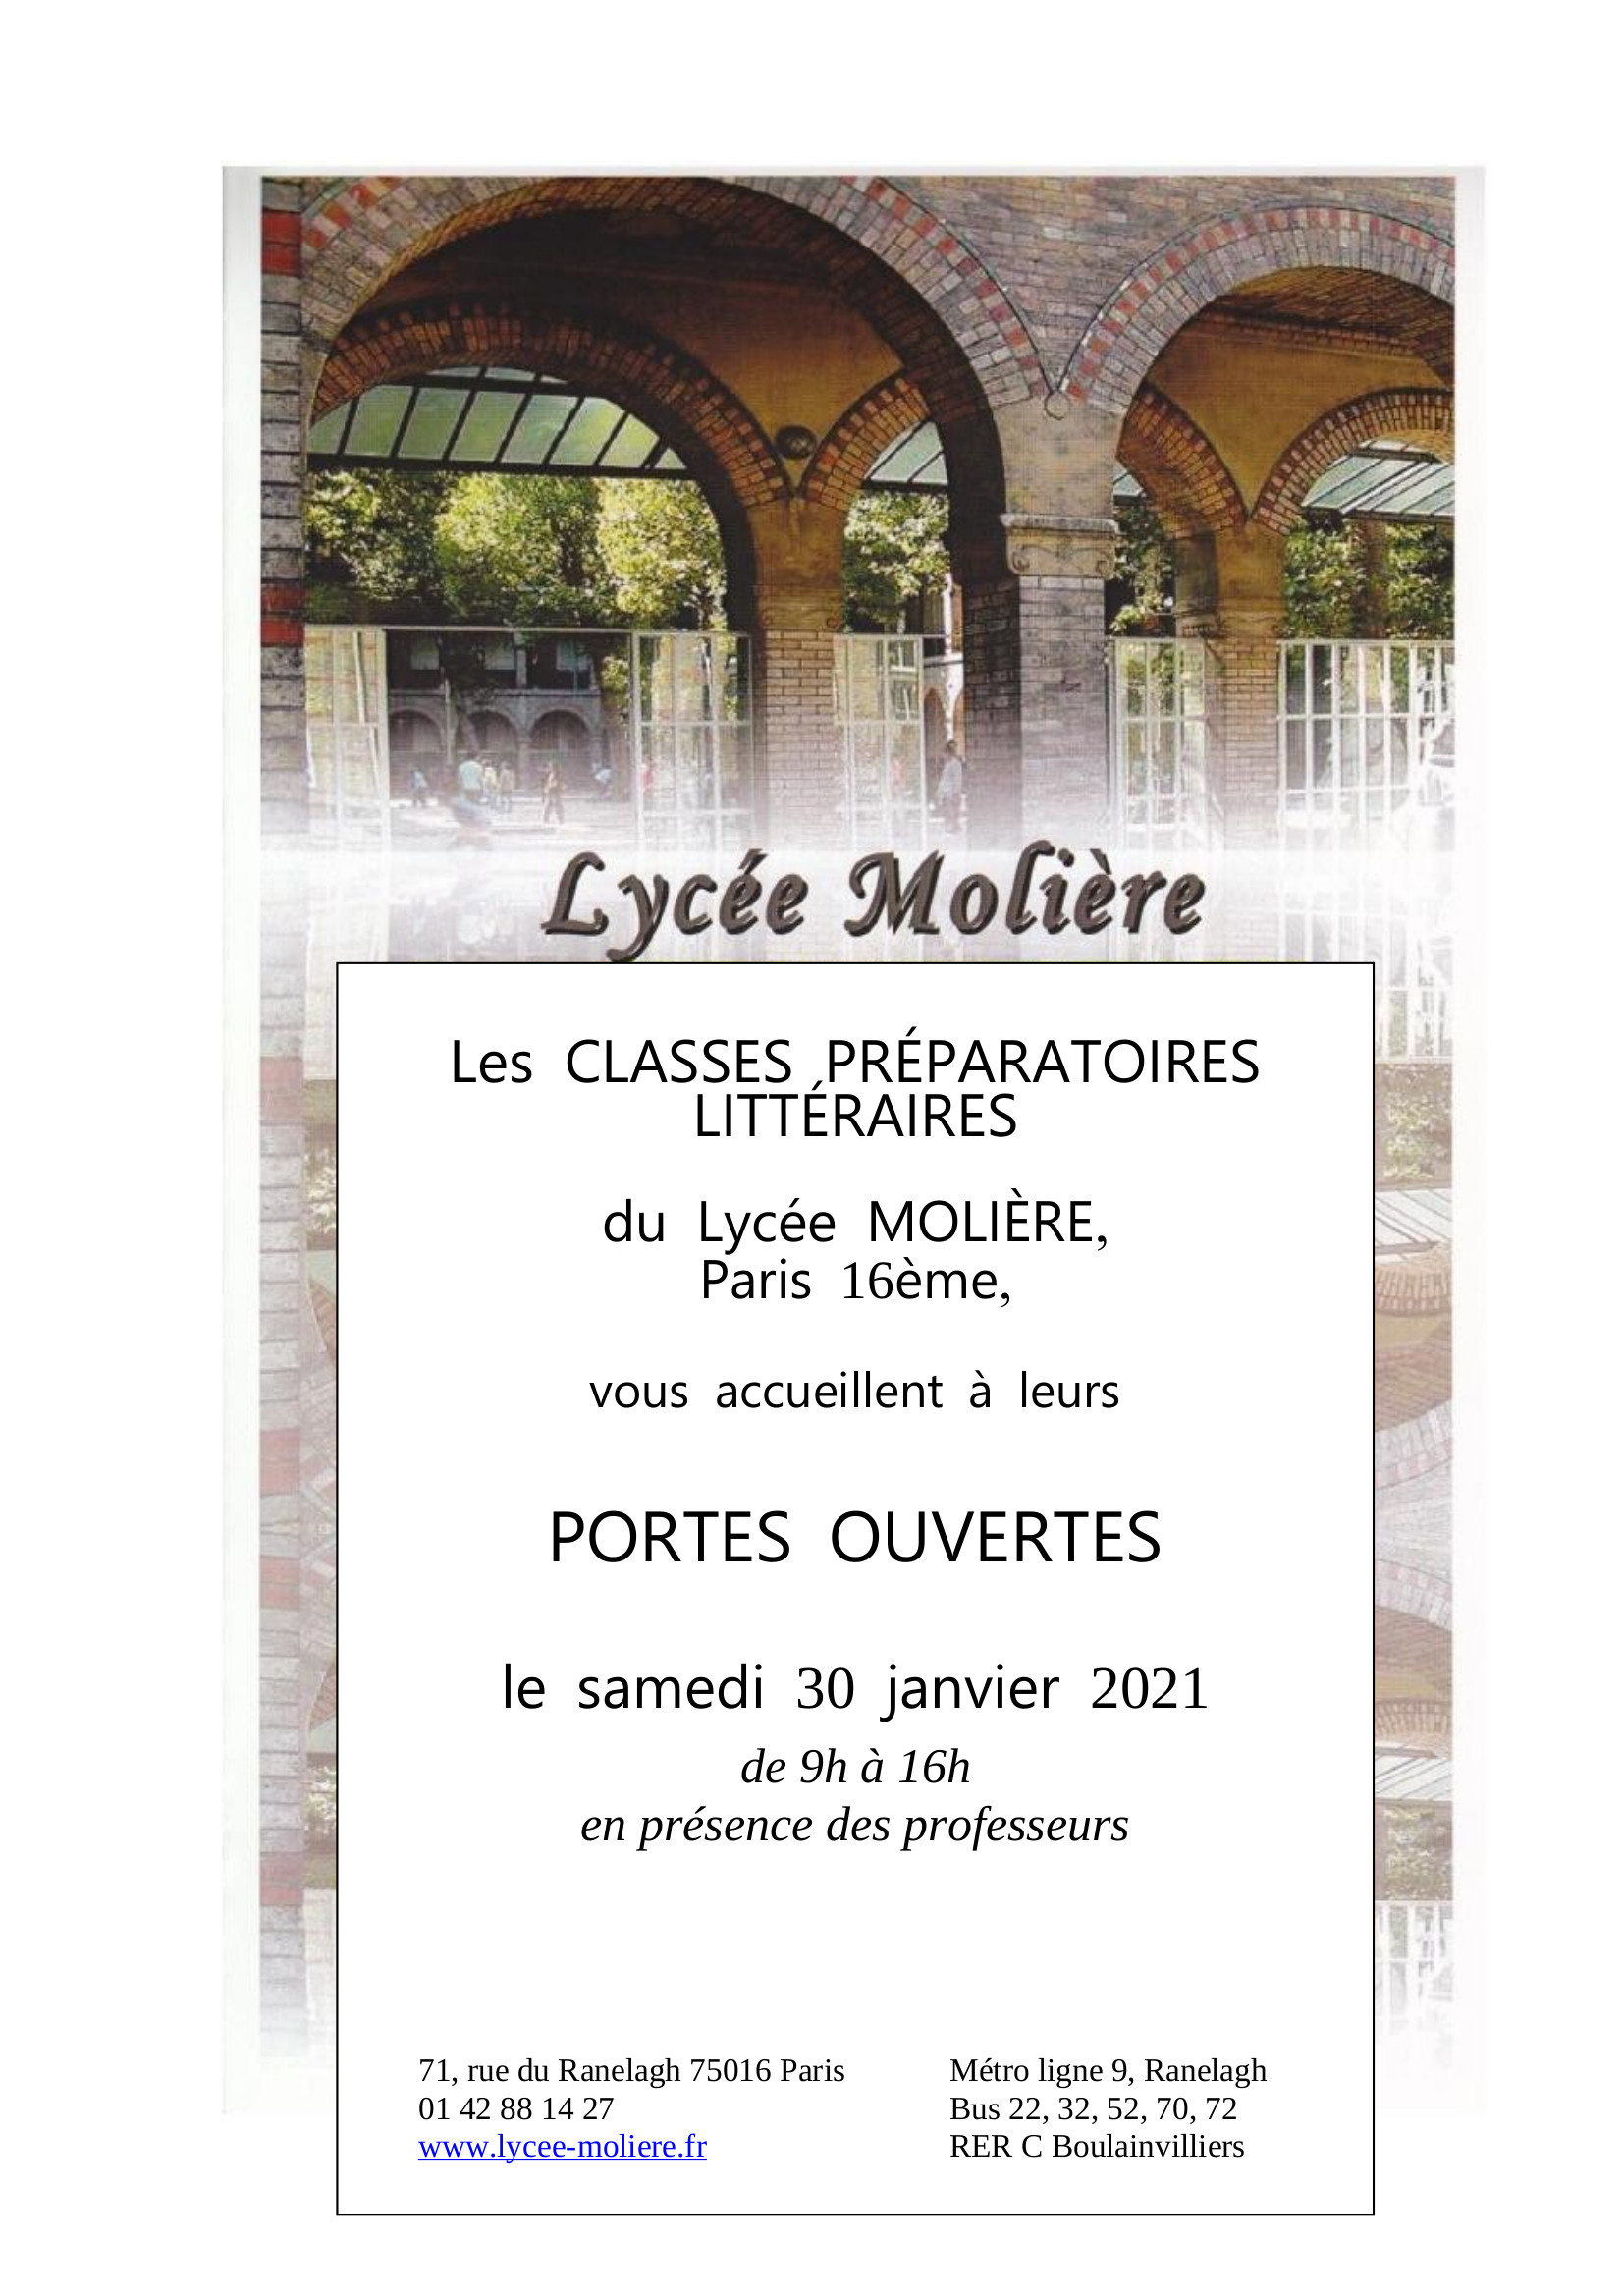 Lycée Molière
Les CLASSES PRÉPARATOIRES
LITTÉRAIRES
du Lycée MOLIÈRE,
Paris 16ème,
vous accueillent à leurs
PORTES OUVERTES
le samedi 30 janvier 2021
de 9h à 16h
en présence des professeurs
71, rue du Ranelagh 75016 Paris
01 42 88 14 27
www.lycee-moliere.fr
Métro ligne 9, Ranelagh
Bus 22, 32, 52, 70, 72
RER C Boulainvilliers